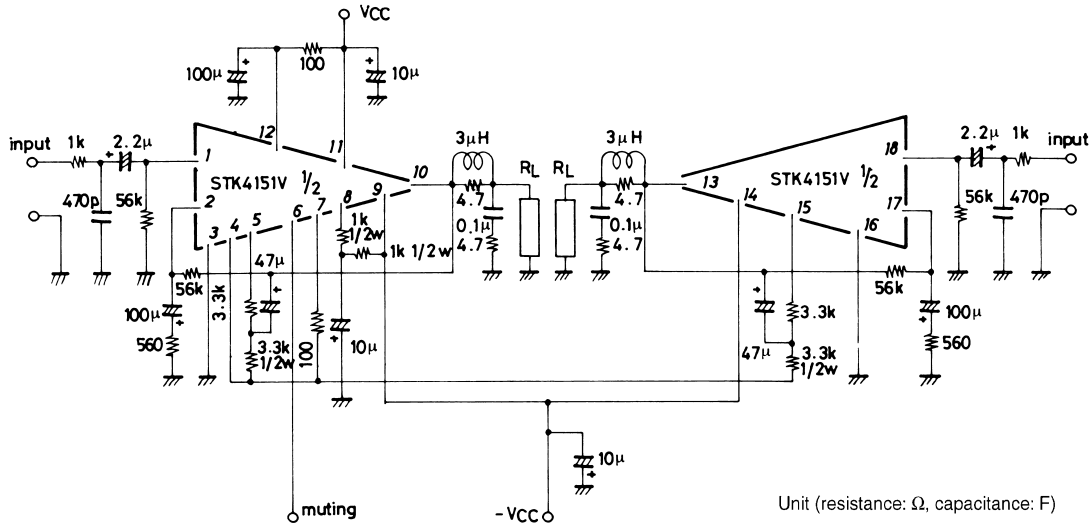 VCC
100μ
+
100
+
10μ
input
1k
+
2.2μ
470p
56k
1
2
3
4
5
6
7
8
9
10
11
12
STK4151V 1/2
3μH
4.7
0.1μ
4.7
RL
RL
3μH
4.7
0.1μ
4.7
13
14
15
16
17
18
STK4151V 1/2
2.2μ
+
1k
input
56k
470p
1k
1/2w
1k 1/2w
56k
100μ
+
560
3.3k
47μ
+
3.3k
1/2w
100
+
10μ
+
47μ
3.3k
3.3k
1/2w
56k
+
100μ
560
10μ
+
muting
-VCC
Unit (resistance: Ω, capacitance: F)